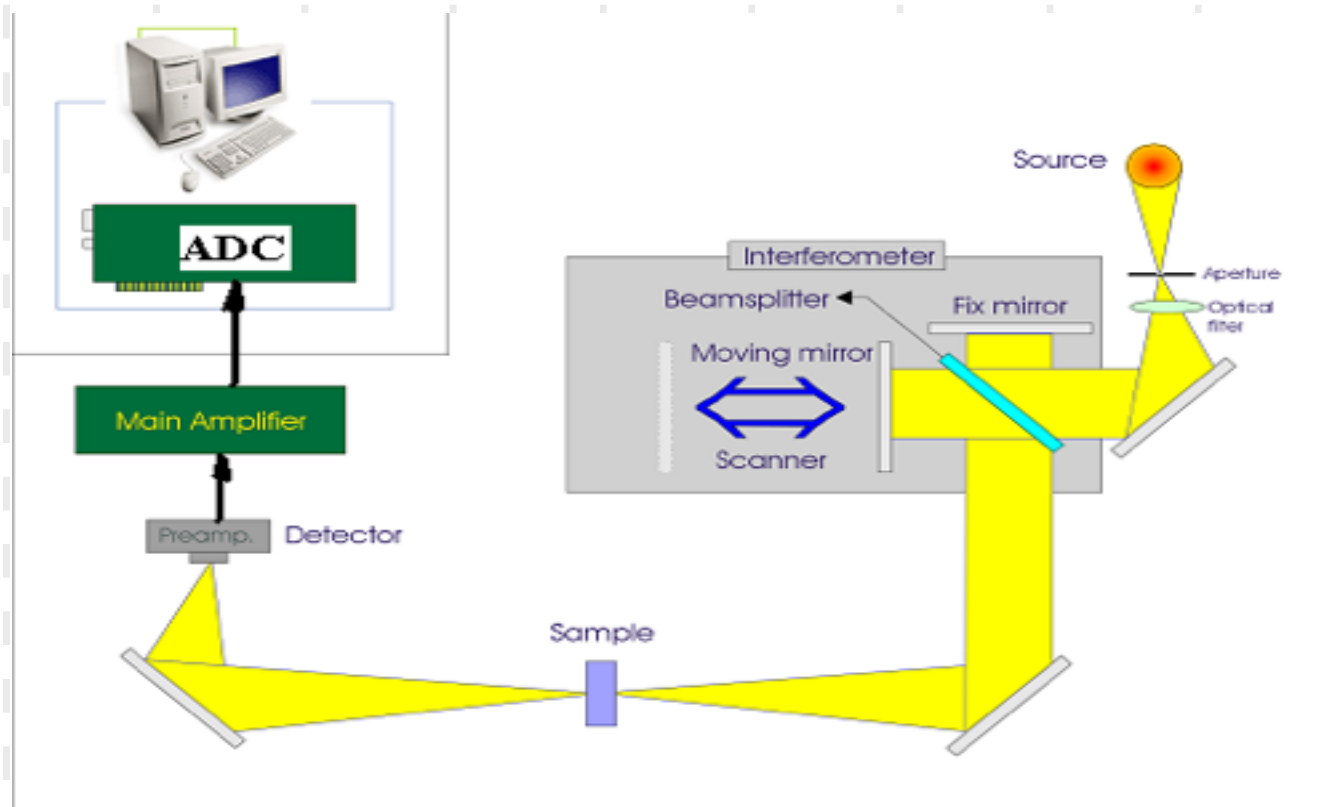 Source
ADC
Interferometer
Aperture
Beamsplitter
Fix mirror
Optical
filter
Moving mirror
Main Amplifier
Scanner
Preamp.
Detector
Sample